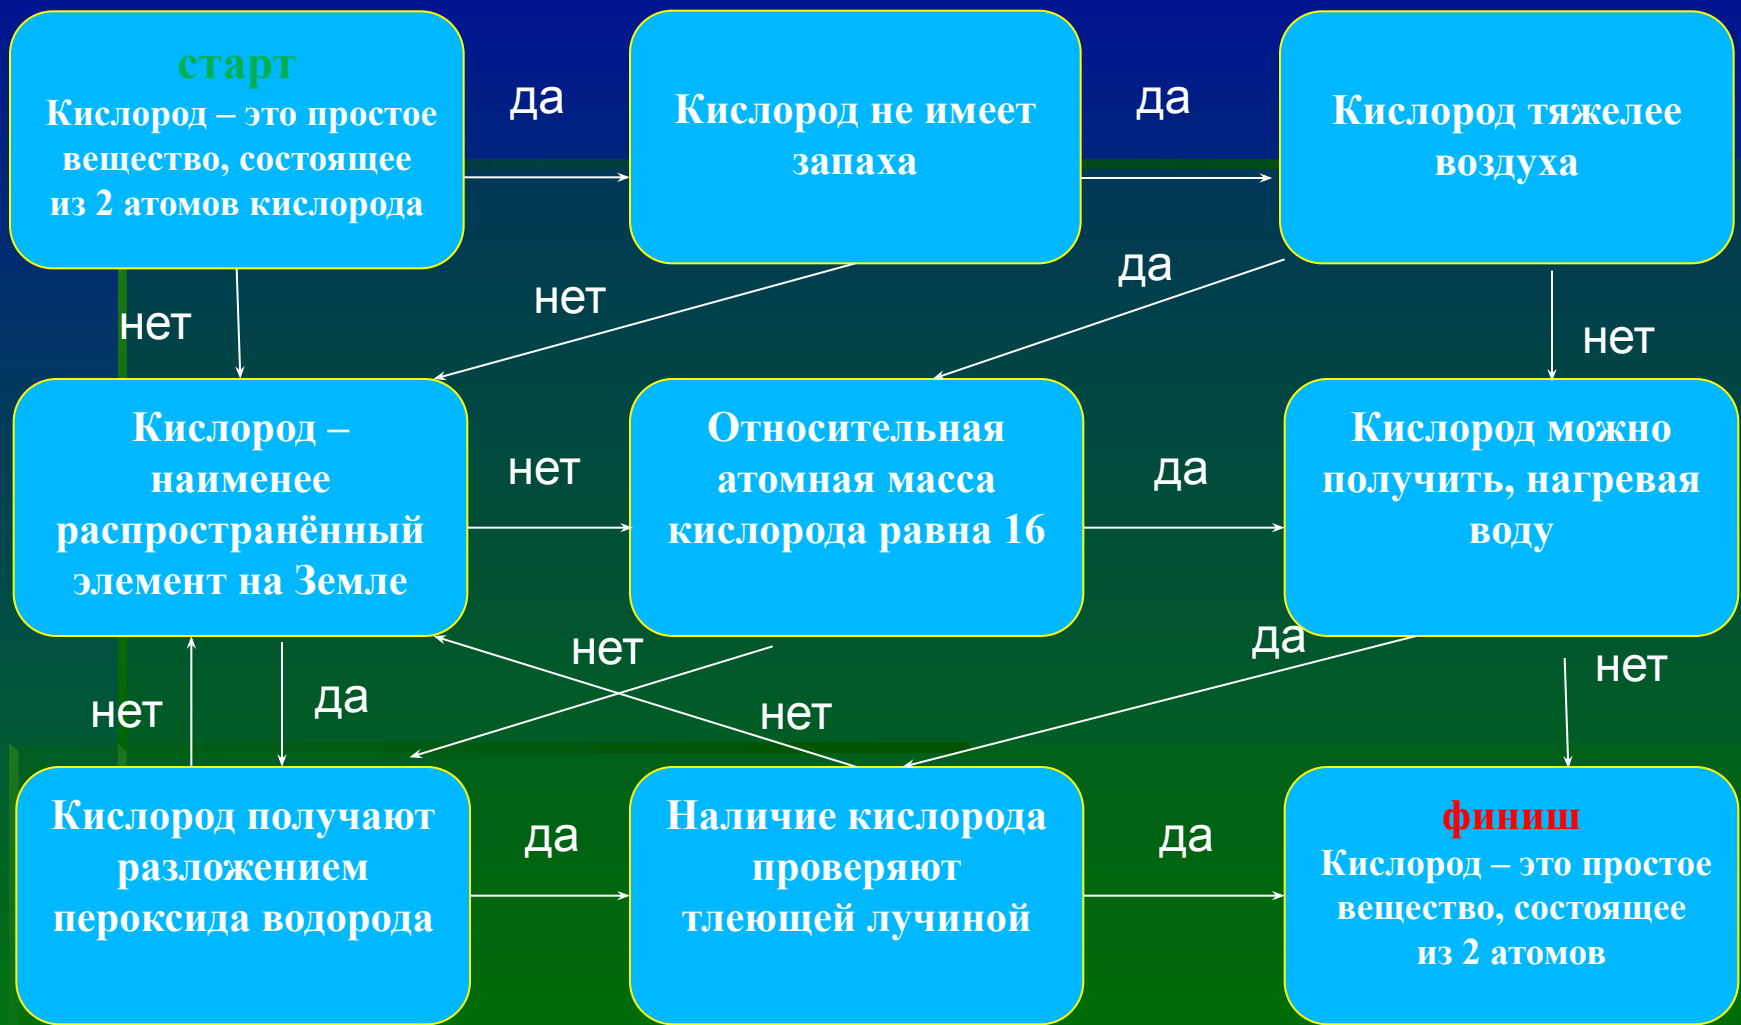 старт
Кислород – это простое
вещество, состоящее
из 2 атомов кислорода
да
Кислород не имеет
запаха
да
Кислород тяжелее
воздуха
нет
нет
да
нет
Кислород –
наименее
распространённый
элемент на Земле
нет
Относительная
атомная масса
кислорода равна 16
да
Кислород можно
получить, нагревая
воду
нет
да
нет
нет
да
нет
Кислород получают
разложением
пероксида водорода
да
Наличие кислорода
проверяют
тлеющей лучиной
да
финиш
Кислород – это простое
вещество, состоящее
из 2 атомов